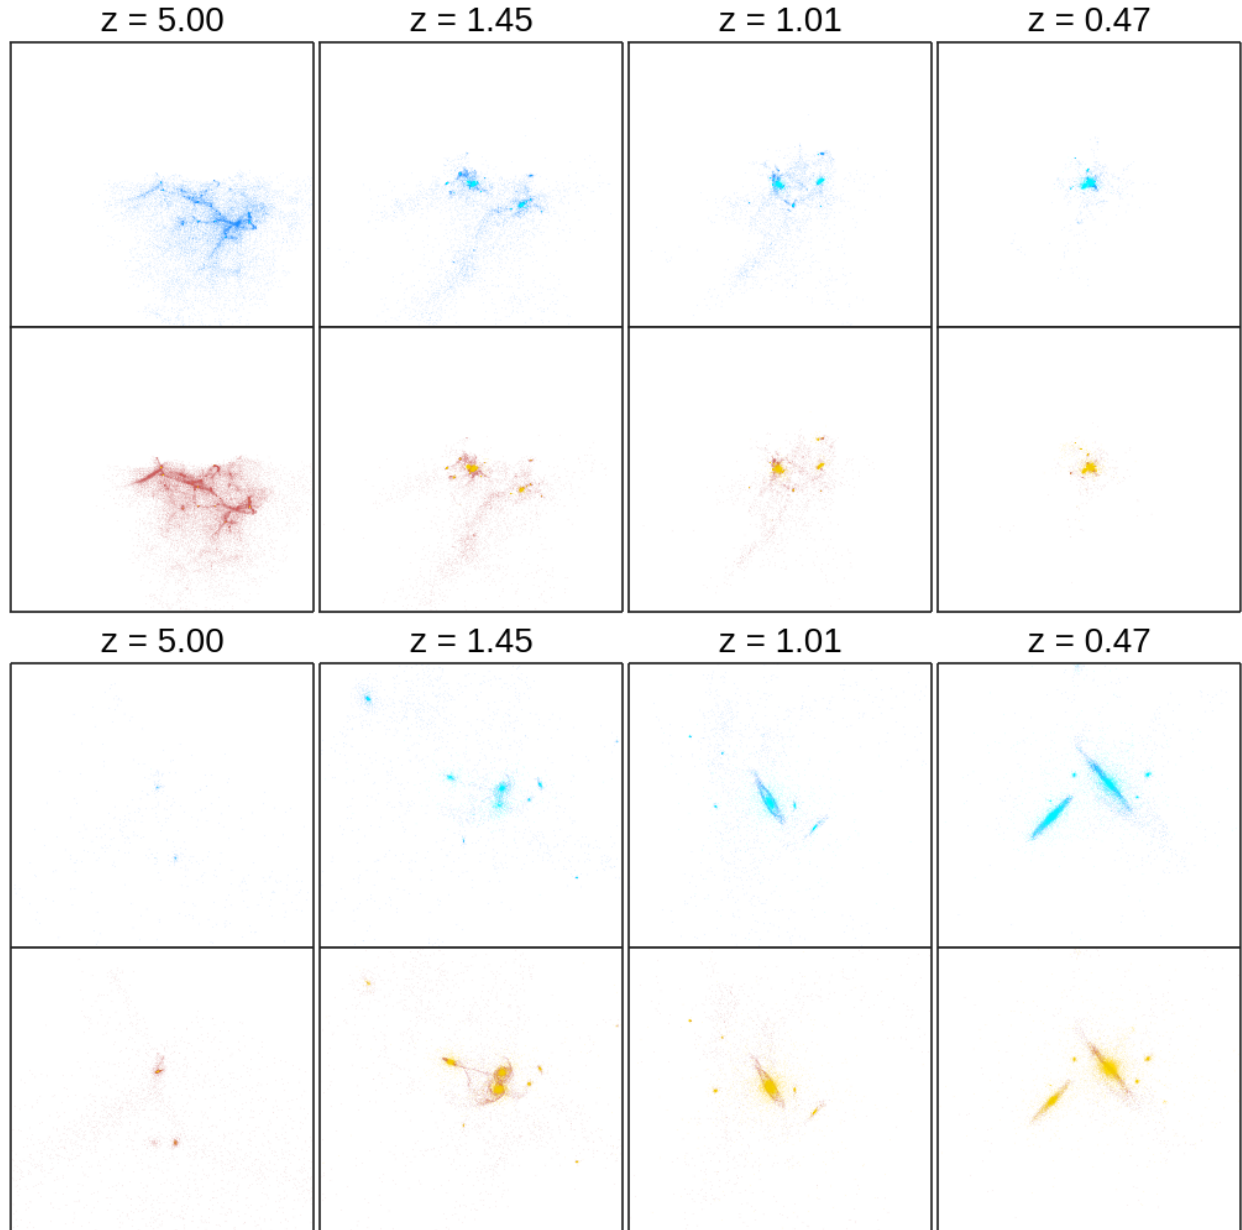 z = 5.00 z = 1.45 z = 1.01 z = 0.47
z = 5.00 z = 1.45 z = 1.01 z = 0.47